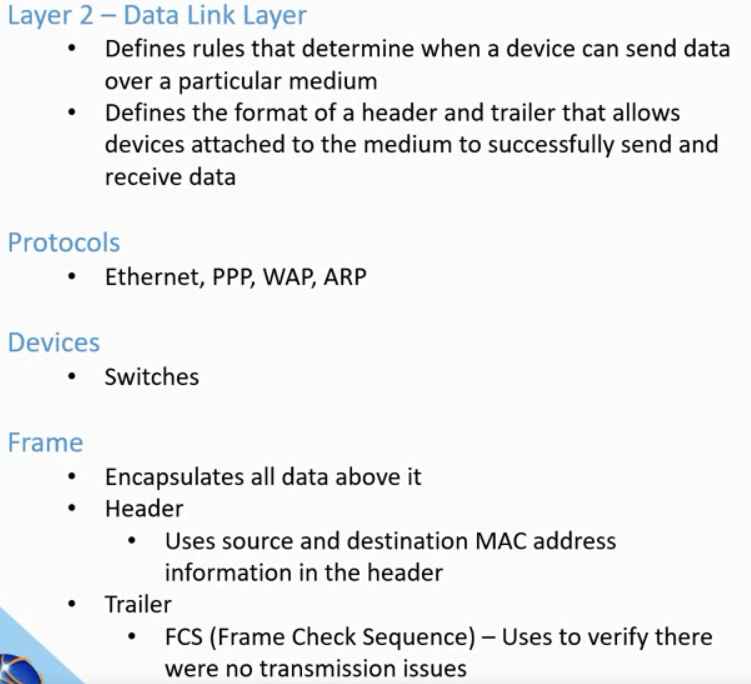 Layer 2 – Data Link Layer
• Defines rules that determine when a device can send data
over a particular medium
• Defines the format of a header and trailer that allows
devices attached to the medium to successfully send and
receive data
Protocols
• Ethernet, PPP, WAP, ARP
Devices
• Switches
Frame
• Encapsulates all data above it
• Header
• Uses source and destination MAC address
information in the header
• Trailer
• FCS (Frame Check Sequence) – Uses to verify there
were no transmission issues